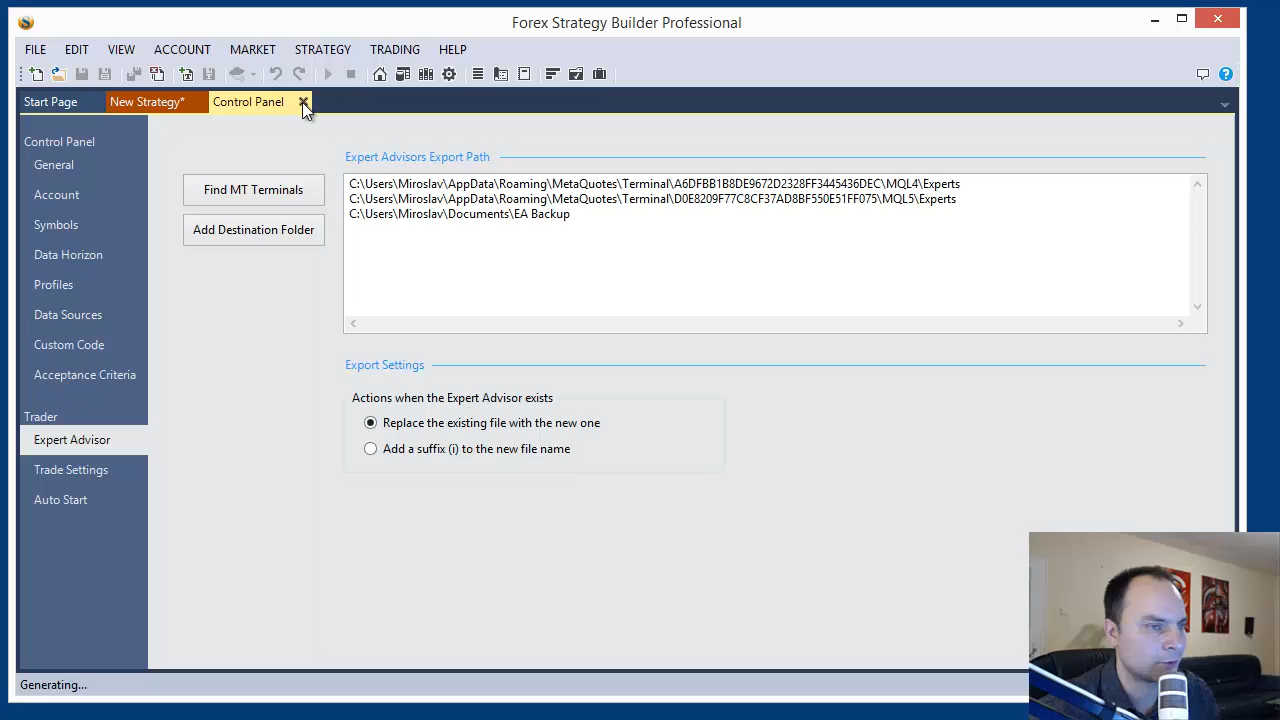 Forex Strategy Builder Professional
FILE EDIT VIEW ACCOUNT MARKET STRATEGY TRADING HELP
Start Page New Strategy* Control Panel
Control Panel
General
Account
Symbols
Data Horizon
Profiles
Data Sources
Custom Code
Acceptance Criteria
Trader
Expert Advisor
Trade Settings
Auto Start
Find MT Terminals
Add Destination Folder
Expert Advisors Export Path
C:\Users\Miroslav\AppData\Roaming\MetaQuotes\Terminal\A6DFBB1B8DE9672D2328FF3445436DEC\MQL4\Experts
C:\Users\Miroslav\AppData\Roaming\MetaQuotes\Terminal\D0E8209F77C8CF37AD8BF550E51FF075\MQL5\Experts
C:\Users\Miroslav\Documents\EA Backup
Export Settings
Actions when the Expert Advisor exists
Replace the existing file with the new one
Add a suffix (i) to the new file name
Generating...